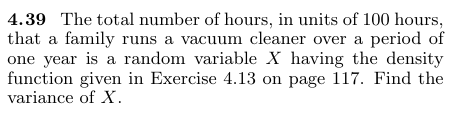 4.39 The total number of hours, in units of 100 hours,
that a family runs a vacuum cleaner over a period of
one year is a random variable X having the density
function given in Exercise 4.13 on page 117. Find the
variance of X.